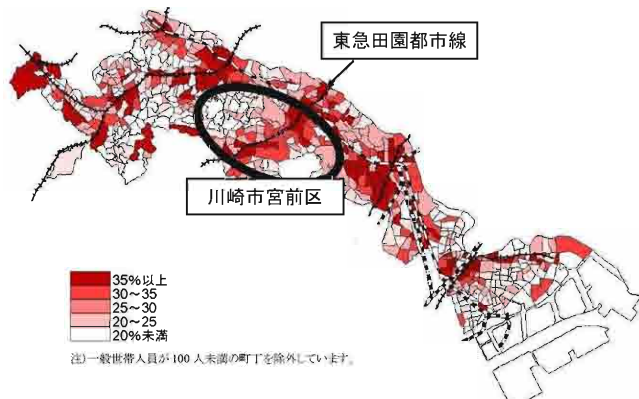 東急田園都市線
川崎市宮前区
35%以上
30～35
25～30
20～25
20%未満
注)一般世帯人員が100人未満の町丁を除外しています。